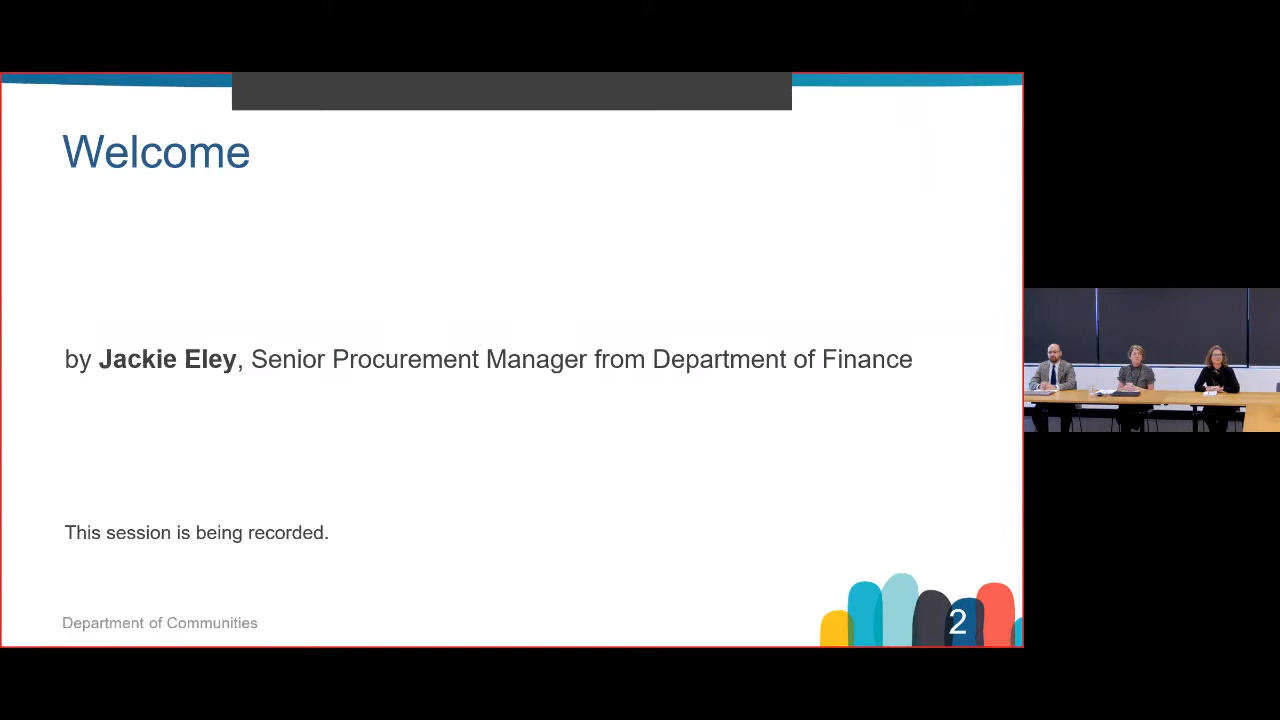 Welcome
by Jackie Eley, Senior Procurement Manager from Department of Finance
This session is being recorded.
Department of Communities
2